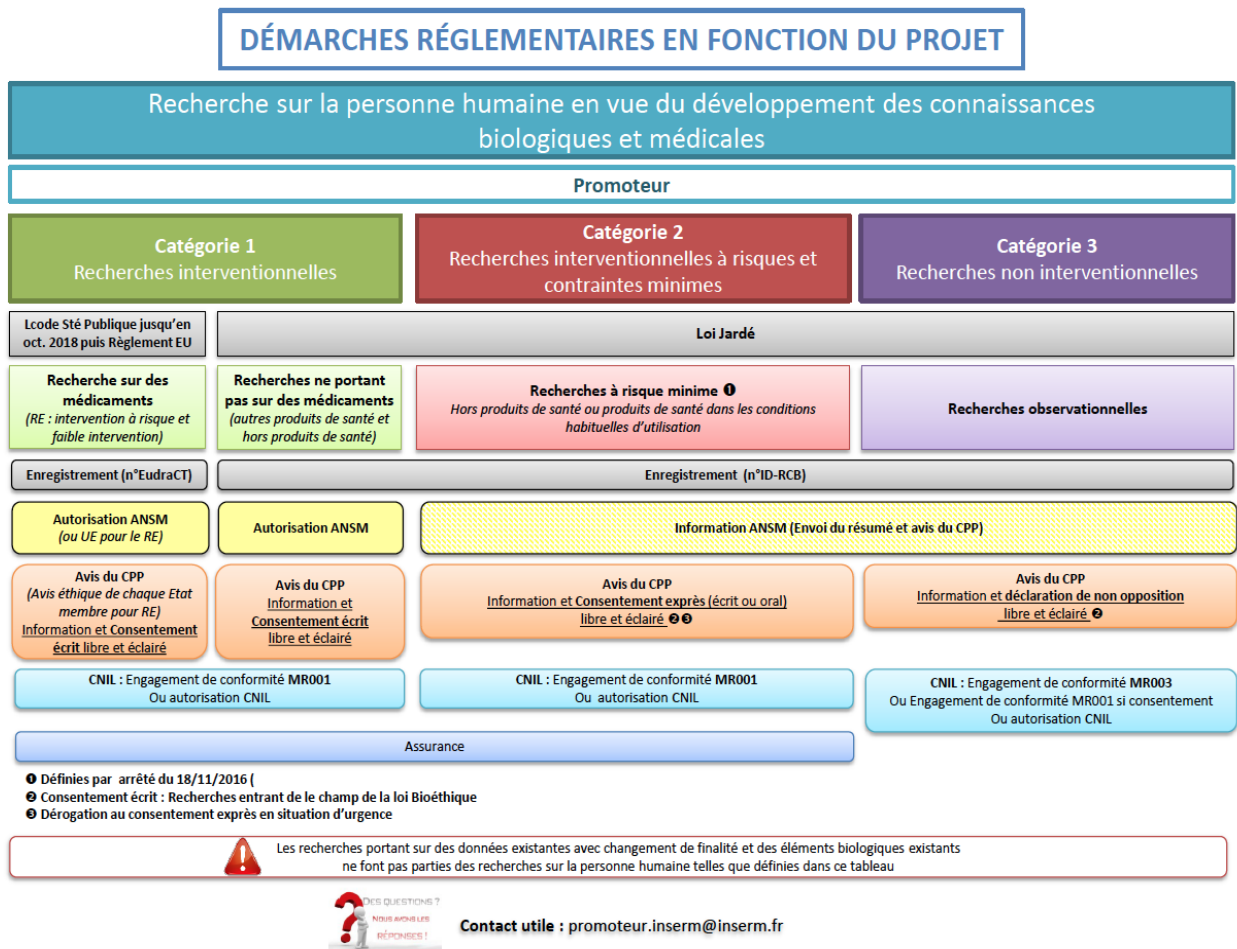 DÉMARCHES RÉGLEMENTAIRES EN FONCTION DU PROJET
Recherche sur la personne humaine en vue du développement des connaissances
biologiques et médicales
Promoteur
Catégorie 1
Recherches interventionnelles
Catégorie 2
Recherches interventionnelles à risques et
contraintes minimes
Catégorie 3
Recherches non interventionnelles
Lcode Sté Publique jusqu'en
oct. 2018 puis Règlement EU
Loi Jardé
Recherche sur des
médicaments
(RE : intervention à risque et
faible intervention)
Recherches ne portant
pas sur des médicaments
(autres produits de santé et
hors produits de santé)
Recherches à risque minime ❶
Hors produits de santé ou produits de santé dans les conditions
habituelles d'utilisation
Recherches observationnelles
Enregistrement (n°EudraCT)
Enregistrement (n°ID-RCB)
Autorisation ANSM
(ou UE pour le RE)
Autorisation ANSM
Information ANSM (Envoi du résumé et avis du CPP)
Avis du CPP
(Avis éthique de chaque Etat
membre pour RE)
Information et Consentement
écrit libre et éclairé
Avis du CPP
Information et
Consentement écrit
libre et éclairé
Avis du CPP
Information et Consentement exprès (écrit ou oral)
libre et éclairé ❷❸
Avis du CPP
Information et déclaration de non opposition
libre et éclairé ❷
CNIL : Engagement de conformité MR001
Ou autorisation CNIL
CNIL : Engagement de conformité MR001
Ou autorisation CNIL
CNIL : Engagement de conformité MR003
Ou Engagement de conformité MR001 si consentement
Ou autorisation CNIL
Assurance
❶ Définies par arrêté du 18/11/2016 (
❷ Consentement écrit : Recherches entrant de le champ de la loi Bioéthique
❸ Dérogation au consentement exprès en situation d'urgence
Les recherches portant sur des données existantes avec changement de finalité et des éléments biologiques existants
ne font pas parties des recherches sur la personne humaine telles que définies dans ce tableau
DES QUESTIONS ?
NOUS AVONS LES
RÉPONSES !
Contact utile : promoteur.inserm@inserm.fr